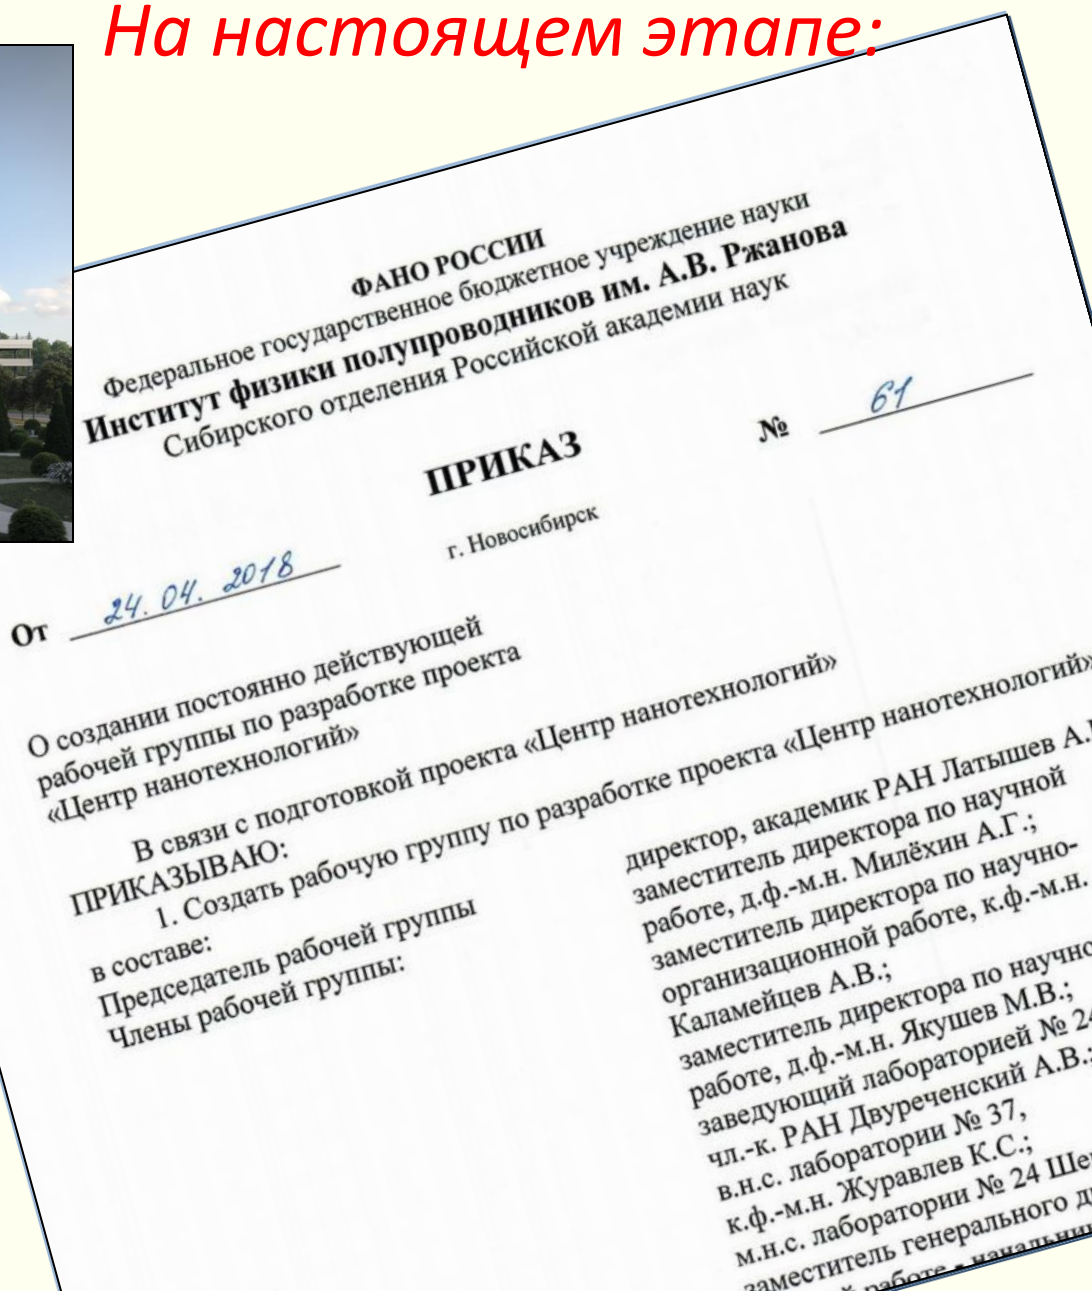 На настоящем этапе:
ФАНО РОССИИ
Федеральное государственное бюджетное учреждение науки
Институт физики полупроводников им. А.В. Ржанова
Сибирского отделения Российской академии наук
ПРИКАЗ
№ 61
г. Новосибирск
От 24. 04. 2018
О создании постоянно действующей
рабочей группы по разработке проекта
«Центр нанотехнологий»
В связи с подготовкой проекта «Центр нанотехнологий»
ПРИКАЗЫВАЮ:
1. Создать рабочую группу по разработке проекта «Центр нанотехнологий»
в составе:
Председатель рабочей группы
Члены рабочей группы:
директор, академик РАН Латышев
заместитель директора по научной
работе, д.ф.-м.н. Милёхин А.Г.;
заместитель директора по научно-
организационной работе, к.ф.-м.н.
Каламейцев А.В.;
заместитель директора по
работе, д.ф.-м.н. Якушев М.В.;
заведующий лабораторией №
чл.-к. РАН Двуреченский А.В.;
в.н.с. лаборатории № 37,
к.ф.-м.н. Журавлев К.С.;
м.н.с. лаборатории № 24
заместитель генерального
работе -